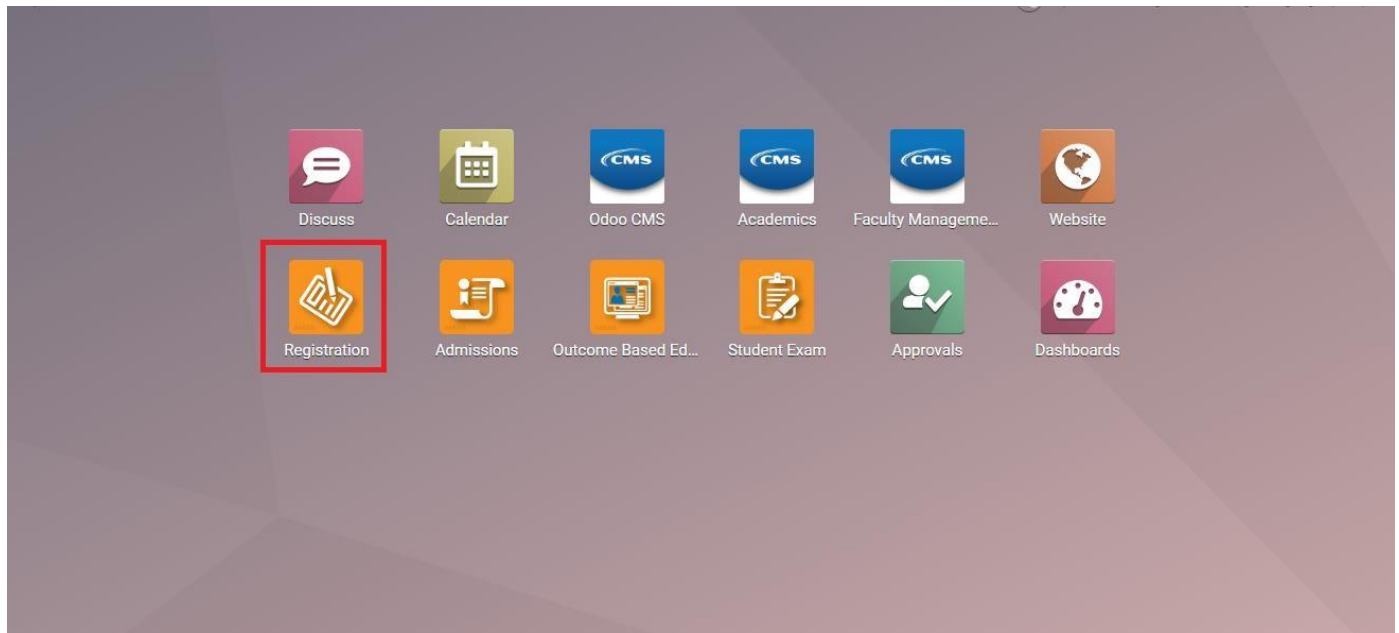 CMS
CMS
CMS
Discuss
Calendar
Odoo CMS
Academics
Faculty Manageme...
Website
Registration
Admissions
Outcome Based Ed...
Student Exam
Approvals
Dashboards